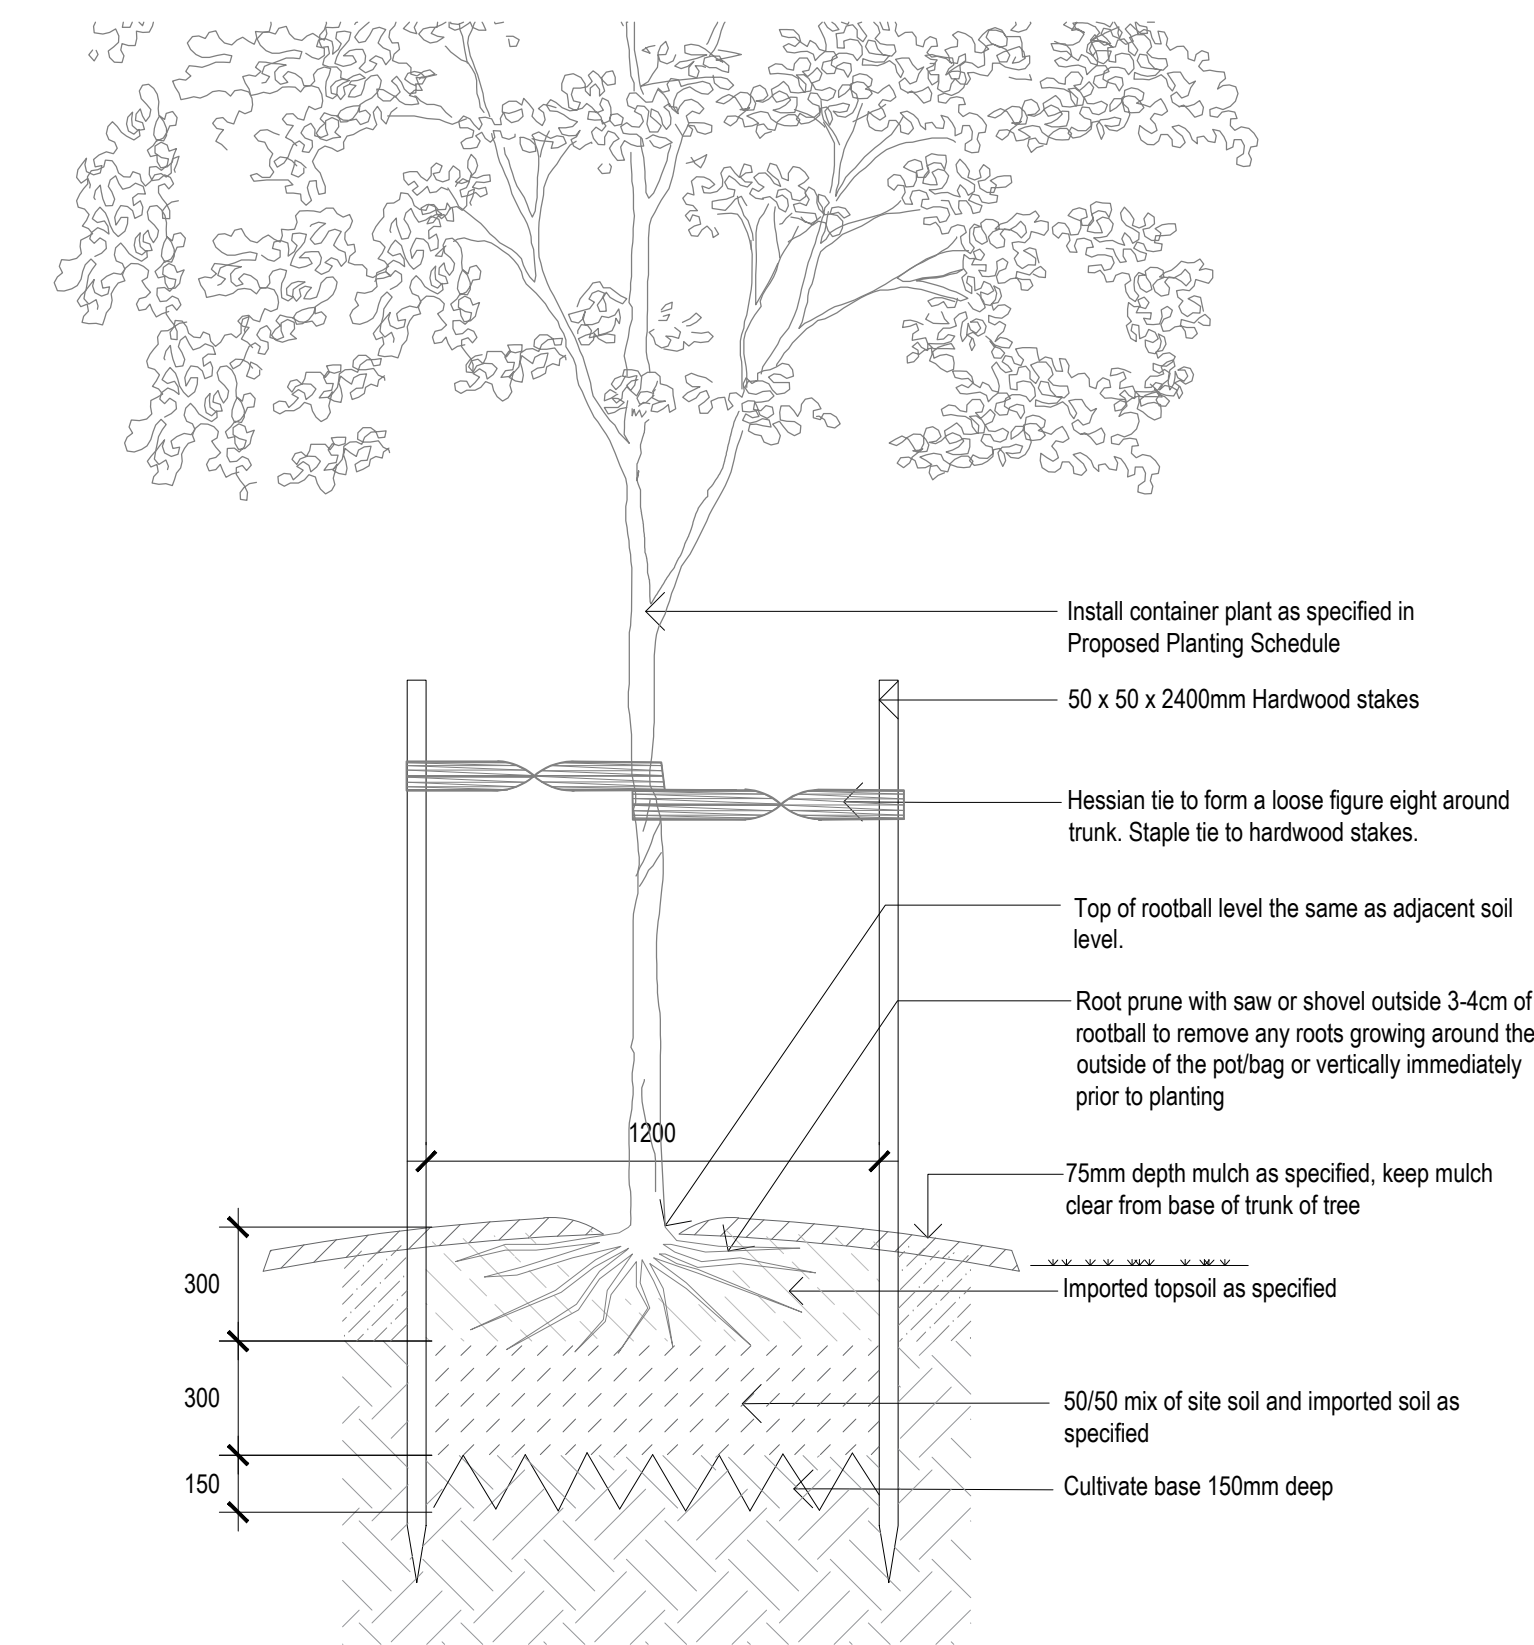 Install container plant as specified in
Proposed Planting Schedule
50 x 50 x 2400mm Hardwood stakes
Hessian tie to form a loose figure eight around
trunk. Staple tie to hardwood stakes.
Top of rootball level the same as adjacent soil
level.
Root prune with saw or shovel outside 3-4cm of
rootball to remove any roots growing around the
outside of the pot/bag or vertically immediately
prior to planting
1200
75mm depth mulch as specified, keep mulch
clear from base of trunk of tree
300
Imported topsoil as specified
300
50/50 mix of site soil and imported soil as
specified
150
Cultivate base 150mm deep